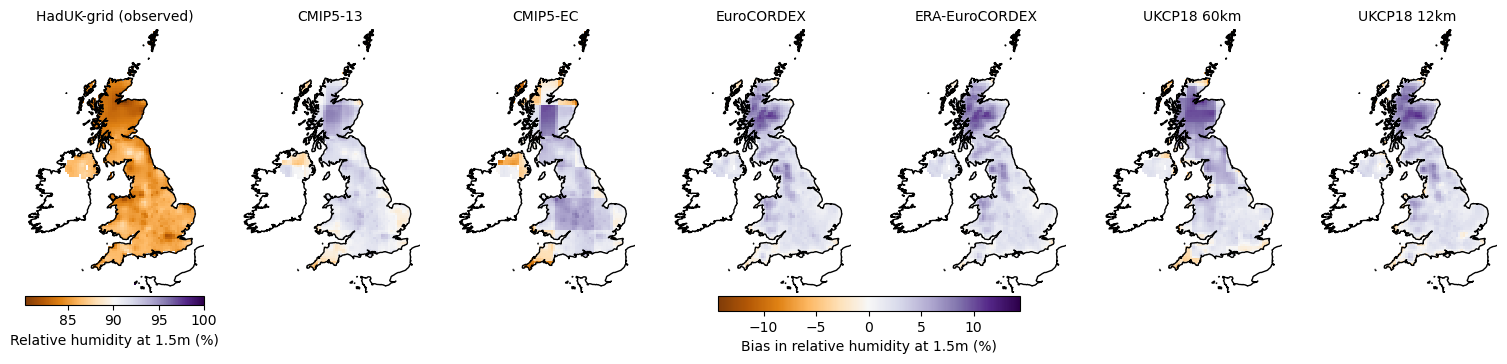 HadUK-grid (observed) CMIP5-13 CMIP5-EC EuroCORDEX ERA-EuroCORDEX UKCP18 60km UKCP18 12km
85 90 95 100
Relative humidity at 1.5m (%)
−10 −5 0 5 10
Bias in relative humidity at 1.5m (%)